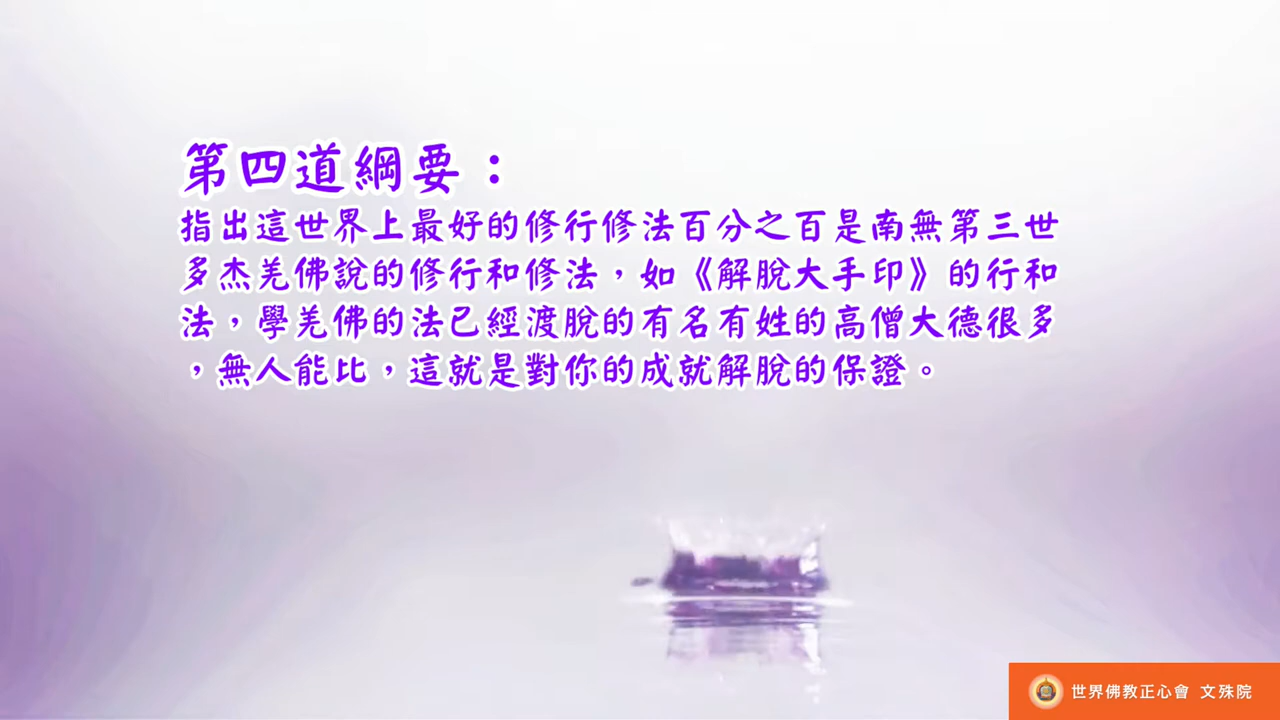 第四道綱要：
指出這世界上最好的修行修法百分之百是南無第三世
多杰羌佛說的修行和修法，如《解脫大手印》的行和
法，學羌佛的法已經渡脫的有名有姓的高僧大德很多
，無人能比，這就是對你的成就解脫的保證。
世界佛教正心會 文殊院